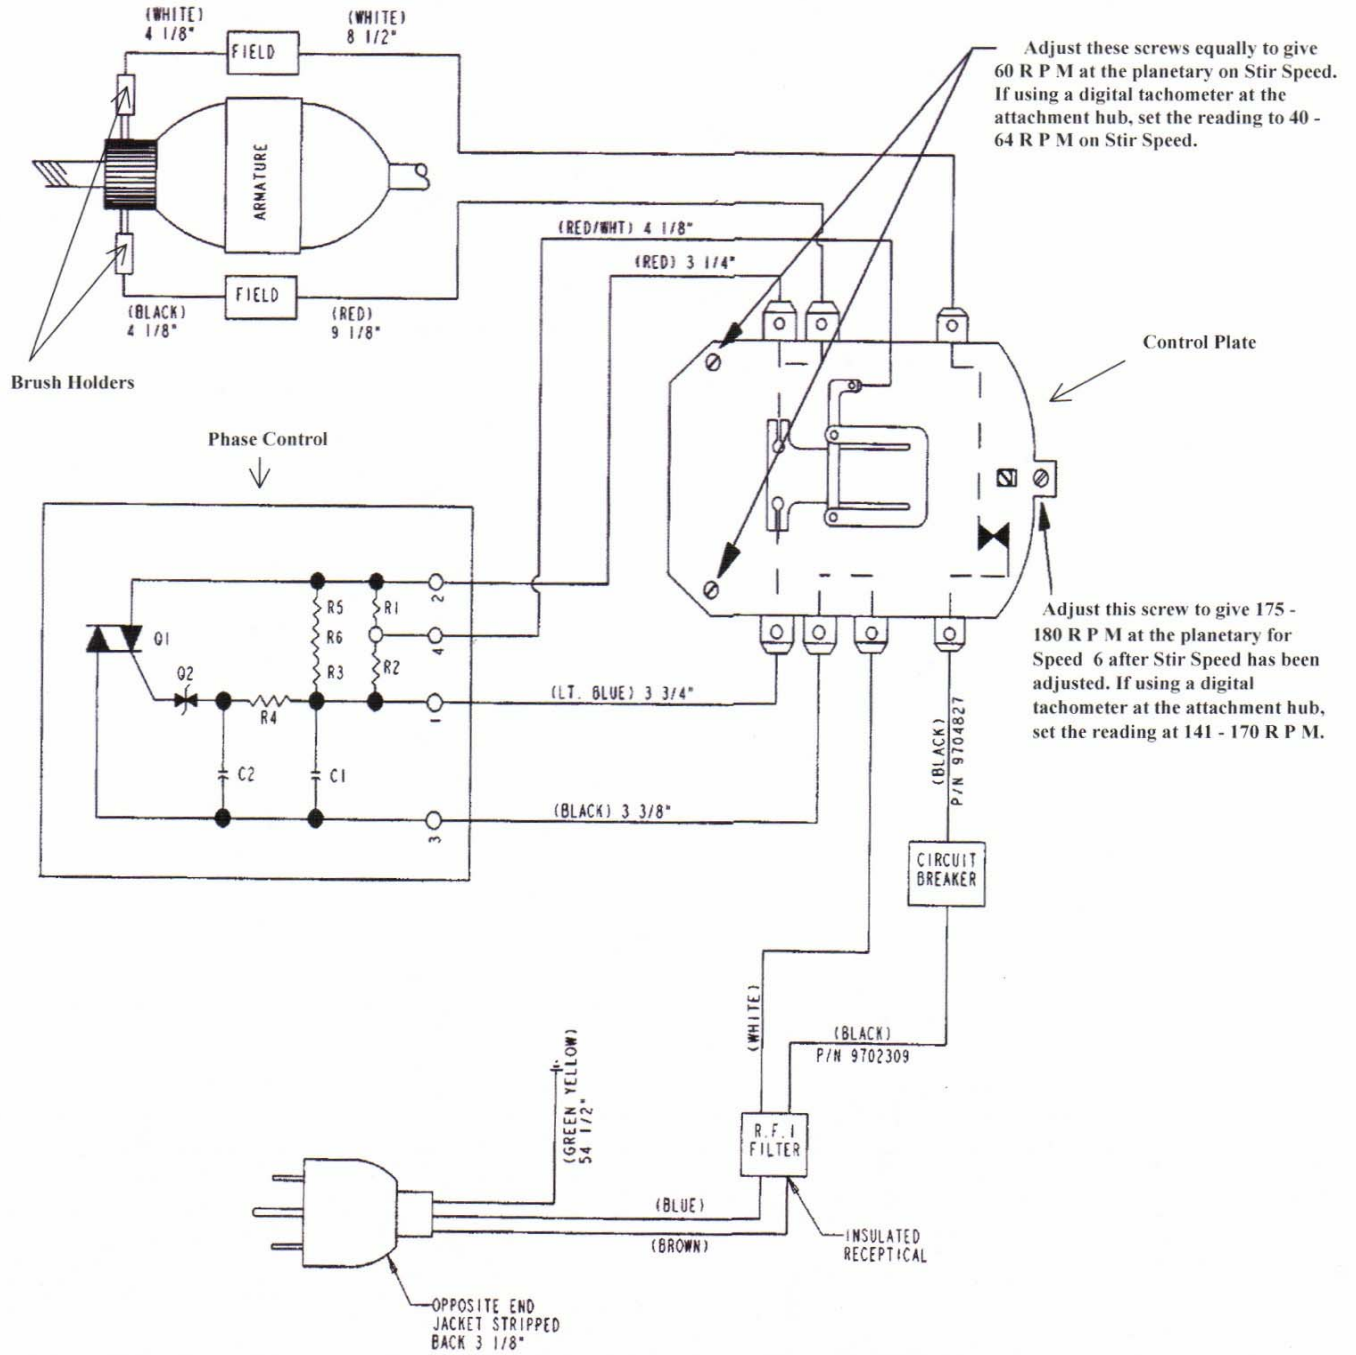 (WHITE)
4 1/8"
(WHITE)
8 1/2"
FIELD
ARMATURE
FIELD
(BLACK)
4 1/8"
(RED)
9 1/8"
Brush Holders
Adjust these screws equally to give
60 R P M at the planetary on Stir Speed.
If using a digital tachometer at the
attachment hub, set the reading to 40 -
64 R P M on Stir Speed.
(RED/WHT) 4 1/8"
(RED) 3 1/4"
Control Plate
Phase Control
R5
R1
2
Q1
R6
4
Q2
R3
R2
R4
1
C2
C1
3
(LT. BLUE) 3 3/4"
(BLACK) 3 3/8"
Adjust this screw to give 175 -
180 R P M at the planetary for
Speed 6 after Stir Speed has been
adjusted. If using a digital
tachometer at the attachment hub,
set the reading at 141 - 170 R P M.
(BLACK)
P/N 9704827
CIRCUIT
BREAKER
(WHITE)
(BLACK)
P/N 9702309
(GREEN YELLOW)
54 1/2"
R.F.I
FILTER
(BLUE)
(BROWN)
INSULATED
RECEPTICAL
OPPOSITE END
JACKET STRIPPED
BACK 3 1/8"